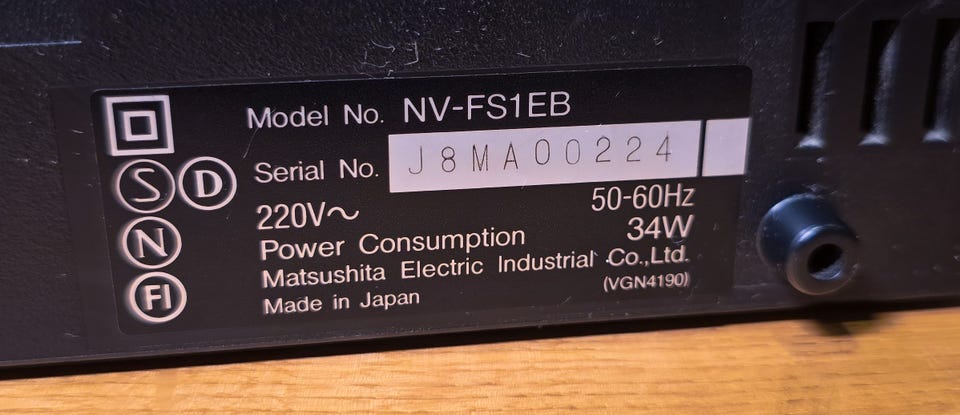 Model No. NV-FS1EB
Serial No. J8MA00224
S D
220V~ 50-60Hz
N
Power Consumption 34W
Matsushita Electric Industrial Co.,Ltd.
FI
(VGN4190)
Made in Japan